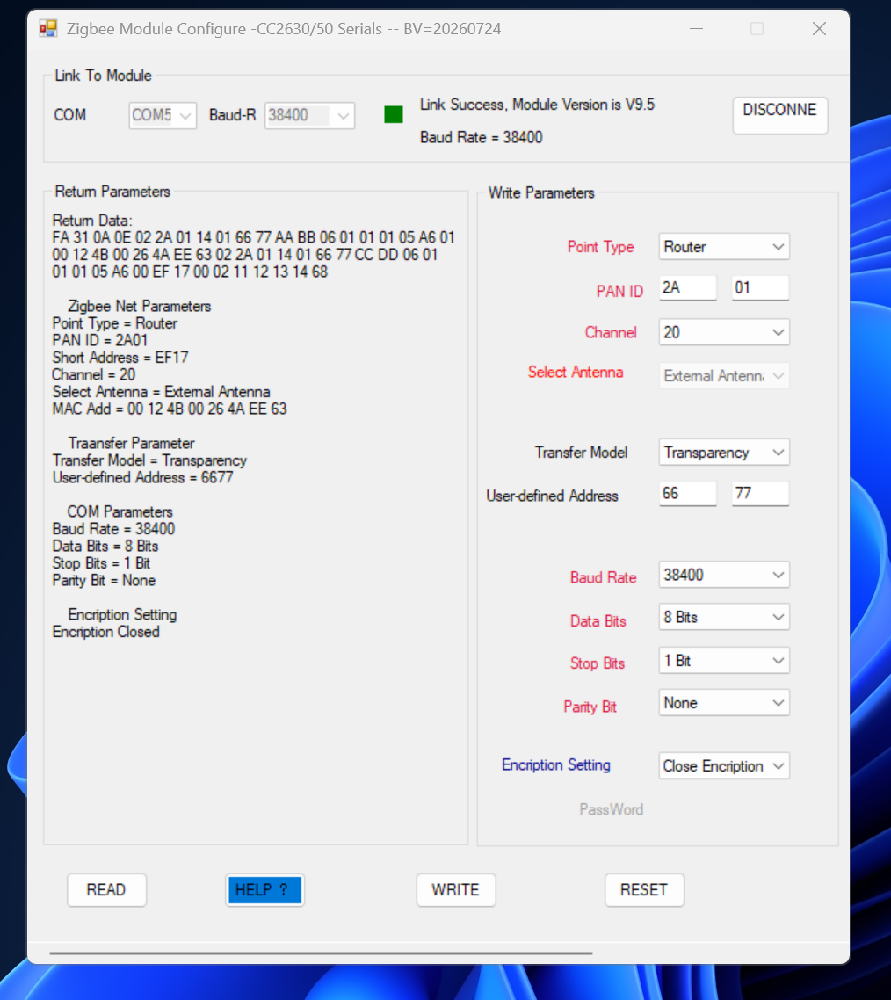 Zigbee Module Configure -CC2630/50 Serials -- BV=20260724
Link To Module
COM COM5 Baud-R 38400
Link Success, Module Version is V9.5
Baud Rate = 38400
DISCONNE
Return Parameters
Return Data:
FA 31 0A 0E 02 2A 01 14 01 66 77 AA BB 06 01 01 01 05 A6 01
00 12 4B 00 26 4A EE 63 02 2A 01 14 01 66 77 CC DD 06 01
01 01 05 A6 00 EF 17 00 02 11 12 13 14 68
Zigbee Net Parameters
Point Type = Router
PAN ID = 2A01
Short Address = EF17
Channel = 20
Select Antenna = External Antenna
MAC Add = 00 12 4B 00 26 4A EE 63
Traansfer Parameter
Transfer Model = Transparency
User-defined Address = 6677
COM Parameters
Baud Rate = 38400
Data Bits = 8 Bits
Stop Bits = 1 Bit
Parity Bit = None
Encription Setting
Encription Closed
Write Parameters
Point Type Router
PAN ID 2A 01
Channel 20
Select Antenna External Antenn
Transfer Model Transparency
User-defined Address 66 77
Baud Rate 38400
Data Bits 8 Bits
Stop Bits 1 Bit
Parity Bit None
Encription Setting Close Encription
PassWord
READ HELP ? WRITE RESET